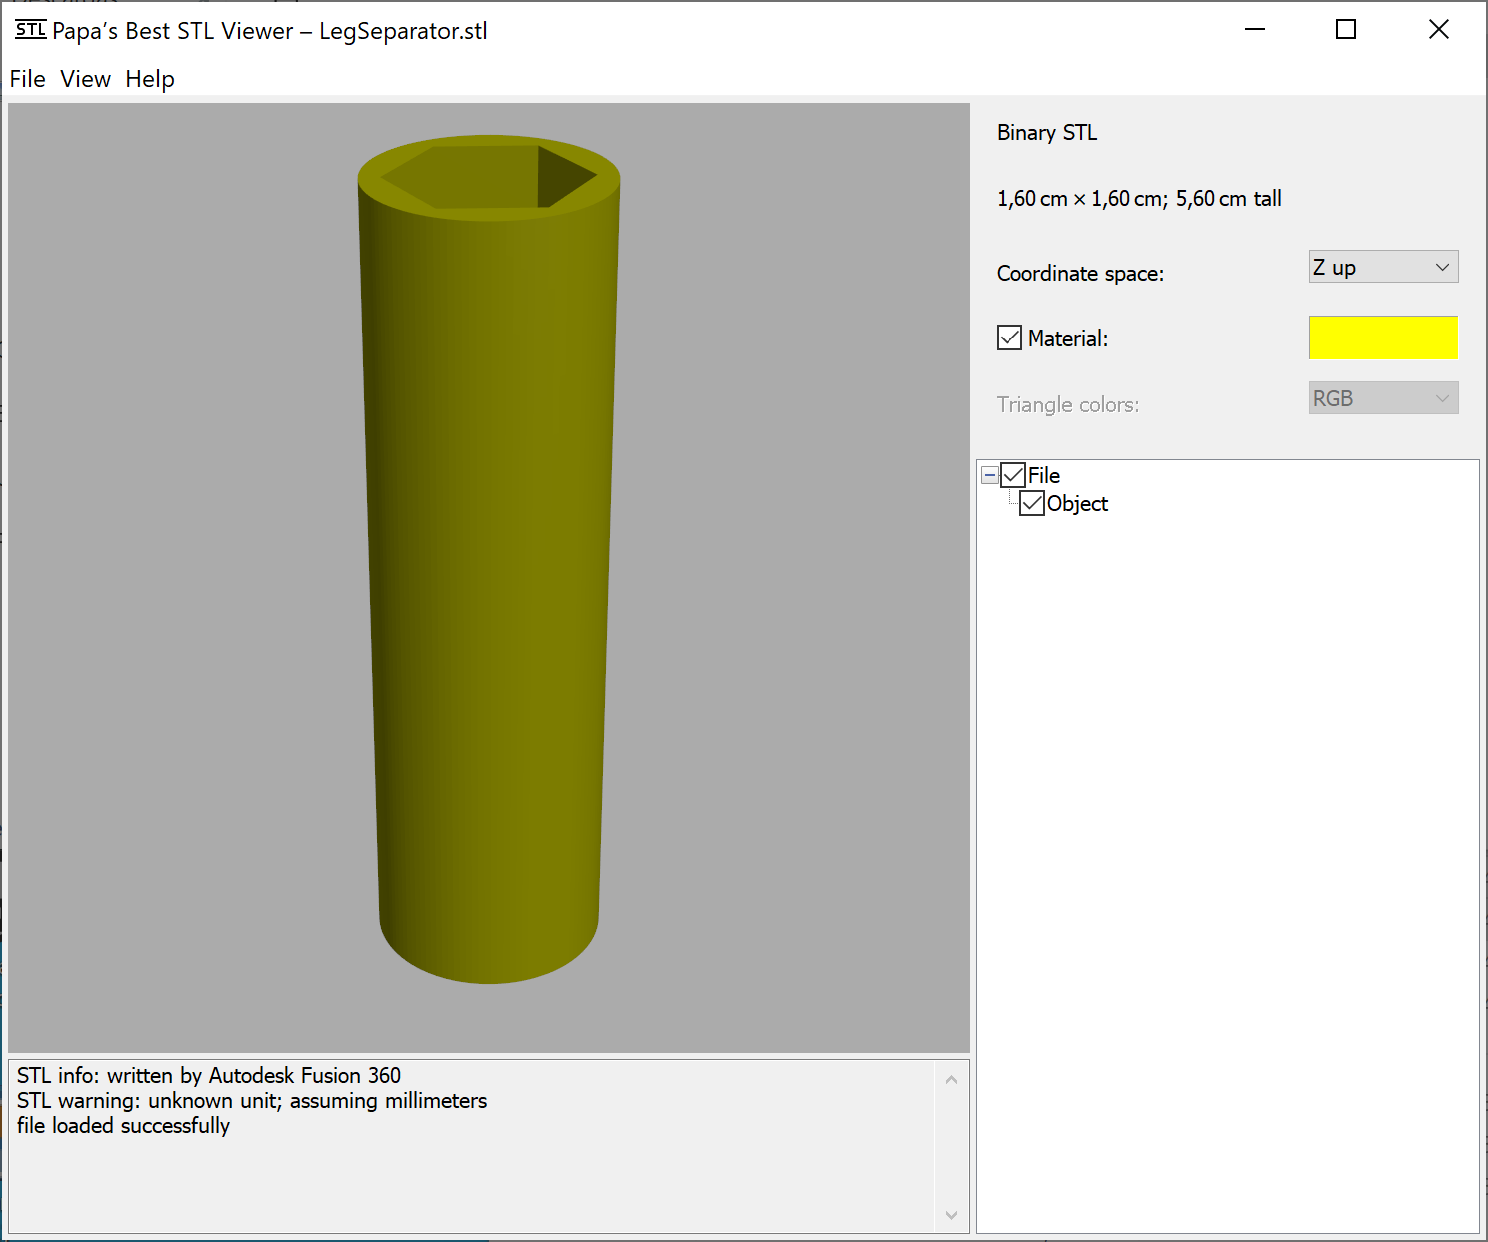 STL Papa’s Best STL Viewer – LegSeparator.stl
File View Help
Binary STL
1,60 cm × 1,60 cm; 5,60 cm tall
Coordinate space: Z up
Material:
Triangle colors: RGB
File
Object
STL info: written by Autodesk Fusion 360
STL warning: unknown unit; assuming millimeters
file loaded successfully